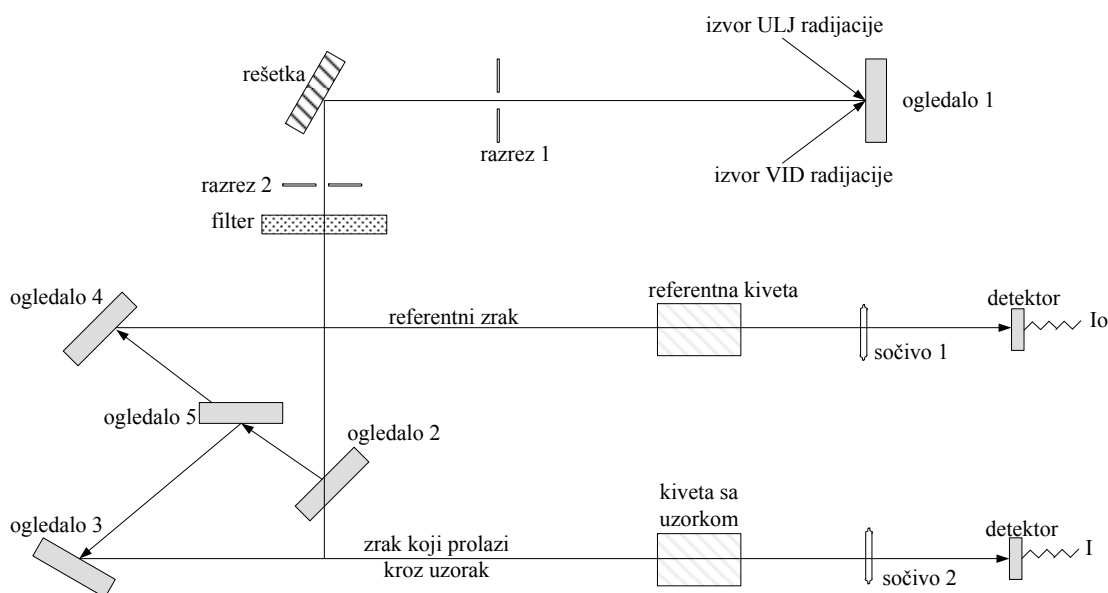 izvor ULJ radijacije
rešetka
ogledalo 1
razrez 1
izvor VID radijacije
razrez 2
filter
ogledalo 4
referentna kiveta
detektor
referentni zrak
Io
sočivo 1
ogledalo 5
ogledalo 2
kiveta sa
uzorkom
ogledalo 3
detektor
zrak koji prolazi
kroz uzorak
I
sočivo 2